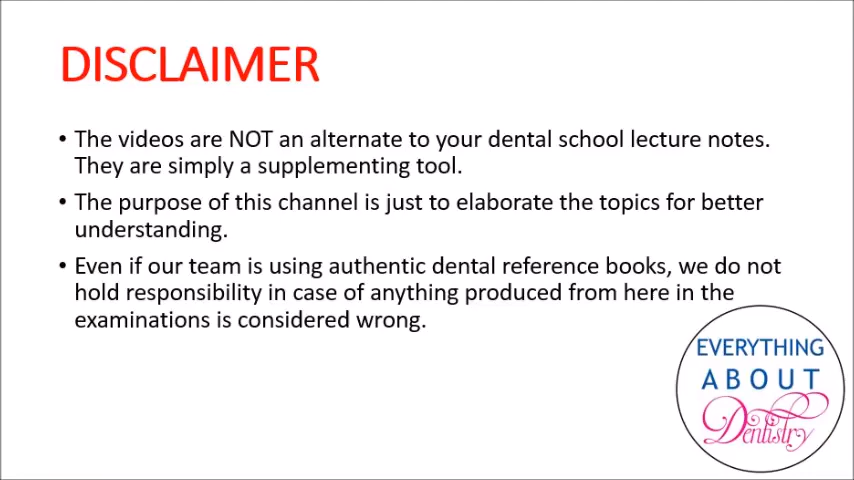 DISCLAIMER
• The videos are NOT an alternate to your dental school lecture notes.
They are simply a supplementing tool.
• The purpose of this channel is just to elaborate the topics for better
understanding.
• Even if our team is using authentic dental reference books, we do not
hold responsibility in case of anything produced from here in the
examinations is considered wrong.
EVERYTHING
ABOUT
Dentistry